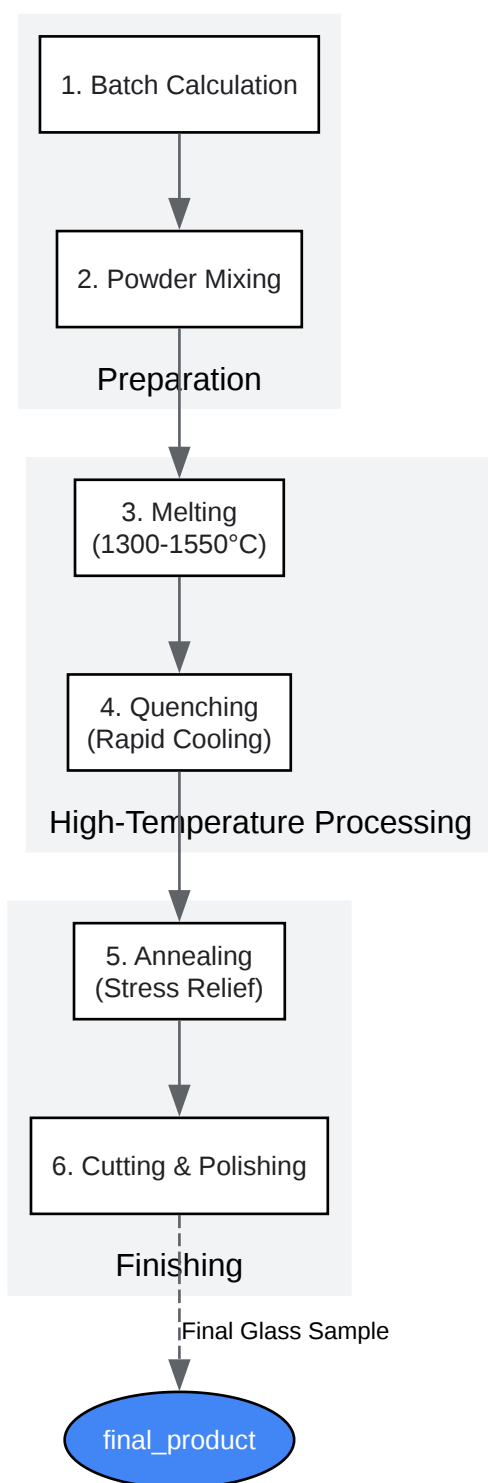 1. Batch Calculation
2. Powder Mixing
Preparation
3. Melting
(1300-1550°C)
4. Quenching
(Rapid Cooling)
High-Temperature Processing
5. Annealing
(Stress Relief)
6. Cutting & Polishing
Finishing
Final Glass Sample
final_product